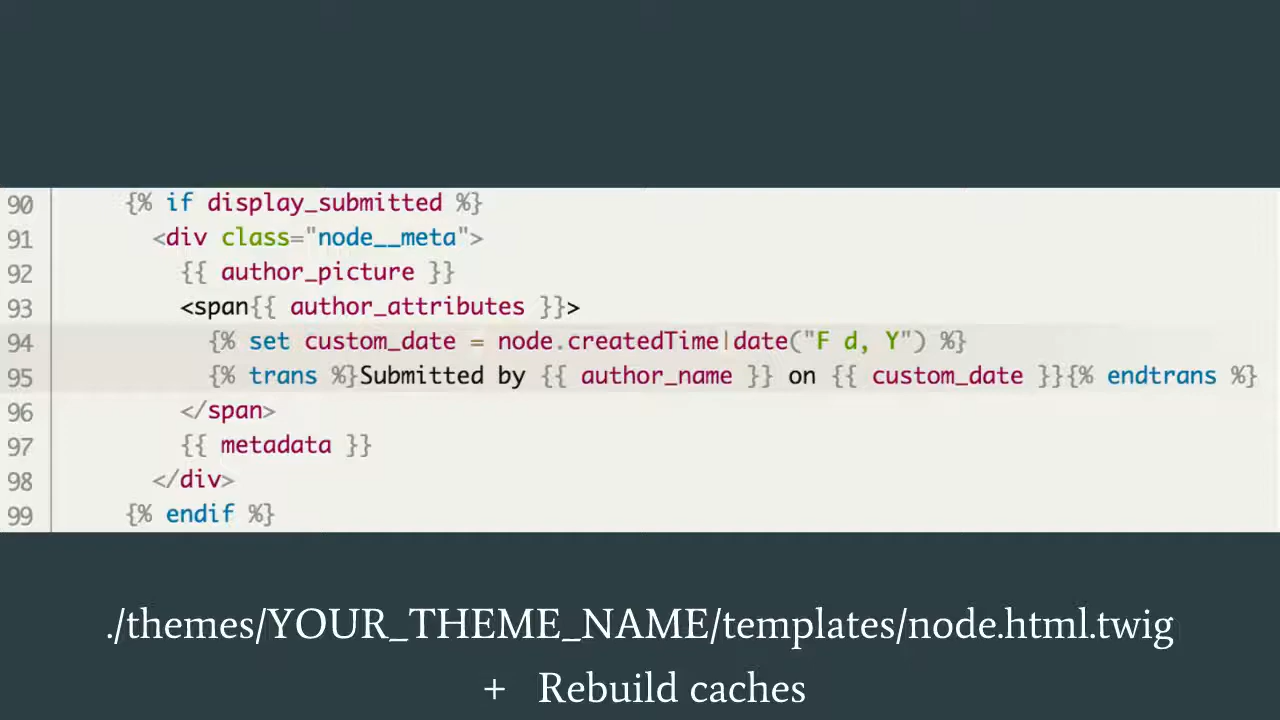 90 {% if display_submitted %}
91 <div class="node__meta">
92 {{ author_picture }}
93 <span{{ author_attributes }}>
94 {% set custom_date = node.createdTime|date("F d, Y") %}
95 {% trans %}Submitted by {{ author_name }} on {{ custom_date }}{% endtrans %}
96 </span>
97 {{ metadata }}
98 </div>
99 {% endif %}
./themes/YOUR_THEME_NAME/templates/node.html.twig
+ Rebuild caches